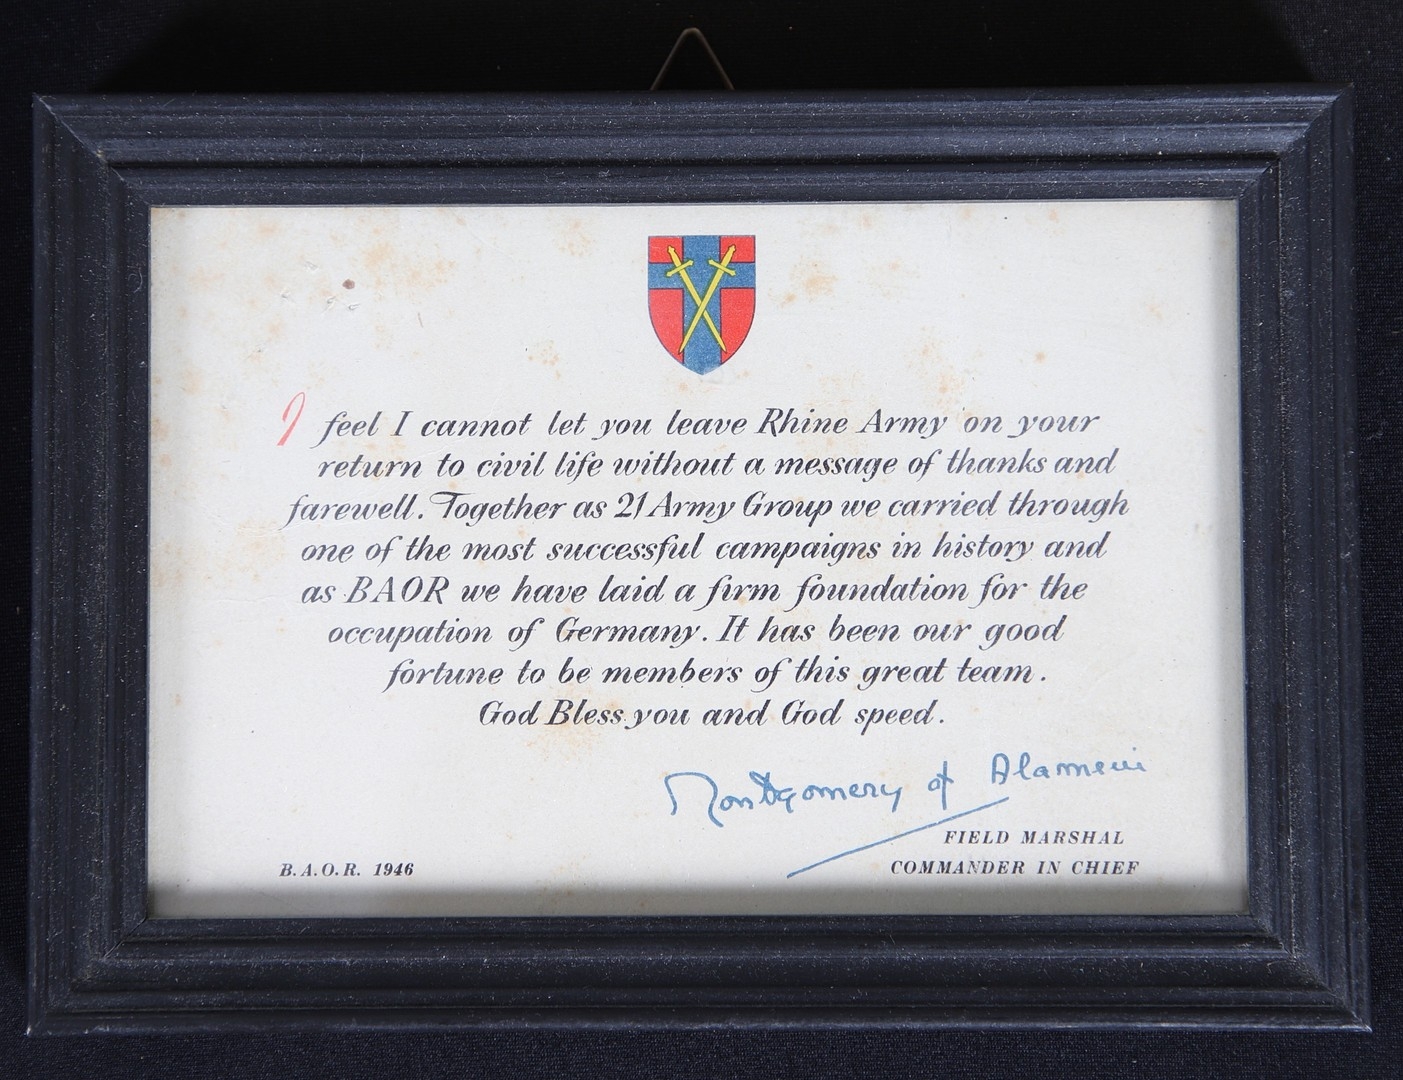 I feel I cannot let you leave Rhine Army on your
return to civil life without a message of thanks and
farewell. Together as 21 Army Group we carried through
one of the most successful campaigns in history and
as BAOR we have laid a firm foundation for the
occupation of Germany. It has been our good
fortune to be members of this great team.
God Bless you and God speed.
Montgomery of Alamein
FIELD MARSHAL
COMMANDER IN CHIEF
B.A.O.R. 1946